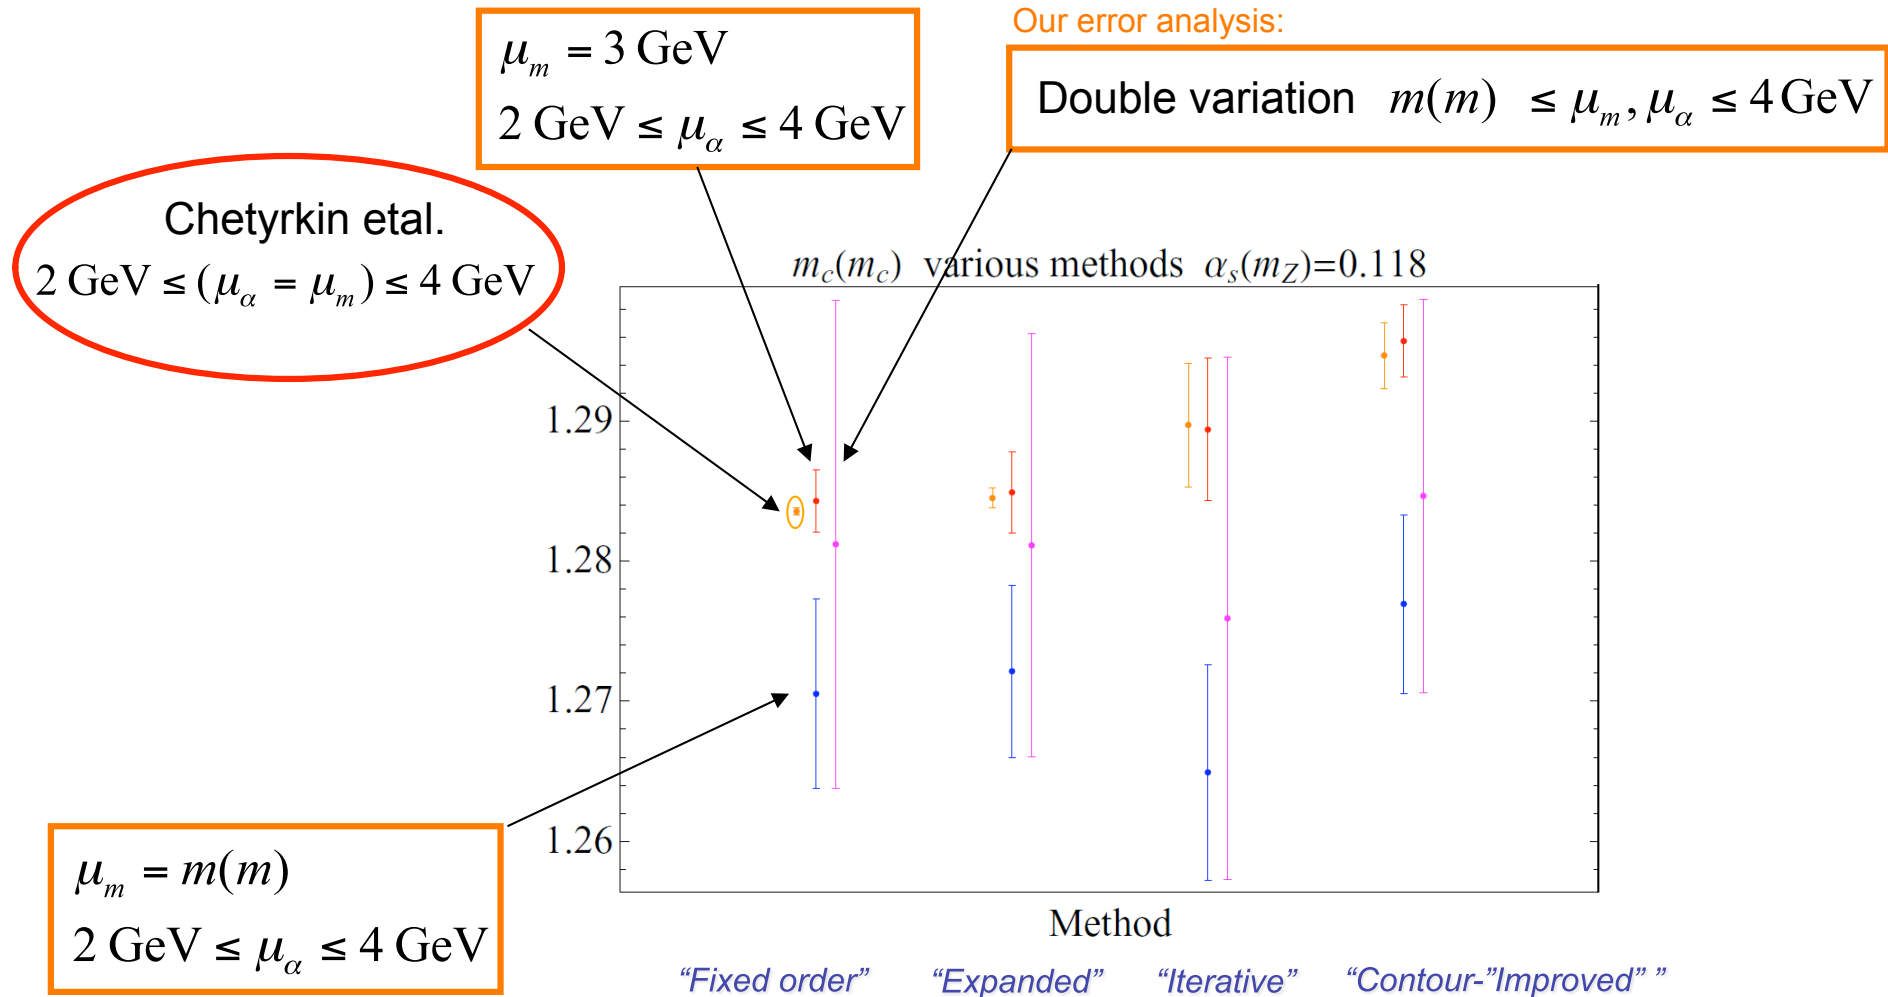 Our error analysis:
μ_m = 3 GeV
2 GeV ≤ μ_α ≤ 4 GeV
Double variation m(m) ≤ μ_m, μ_α ≤ 4 GeV
Chetyrkin etal.
2 GeV ≤ (μ_α = μ_m) ≤ 4 GeV
m_c(m_c) various methods α_s(m_Z)=0.118
1.29
1.28
1.27
1.26
μ_m = m(m)
2 GeV ≤ μ_α ≤ 4 GeV
Method
“Fixed order” “Expanded” “Iterative” “Contour-”Improved” ”